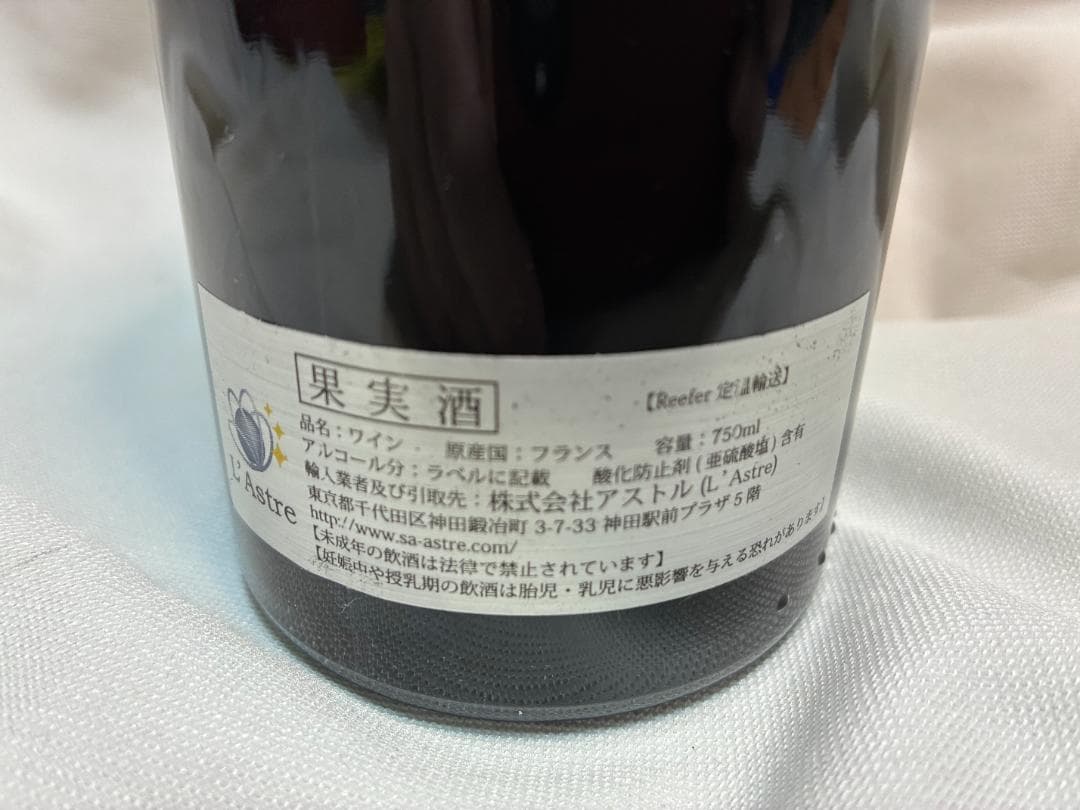 果実酒
【Reefer 定温輸送】
品名：ワイン 原産国：フランス 容量：750ml
アルコール分：ラベルに記載 酸化防止剤(亜硫酸塩)含有
輸入業者及び引取先：株式会社アストル(L'Astre)
東京都千代田区神田鍛冶町 3-7-33 神田駅前プラザ5階
http://www.sa-astre.com/
【未成年の飲酒は法律で禁止されています】
【妊娠中や授乳期の飲酒は胎児・乳児に悪影響を与える恐れがあります】
L'Astre